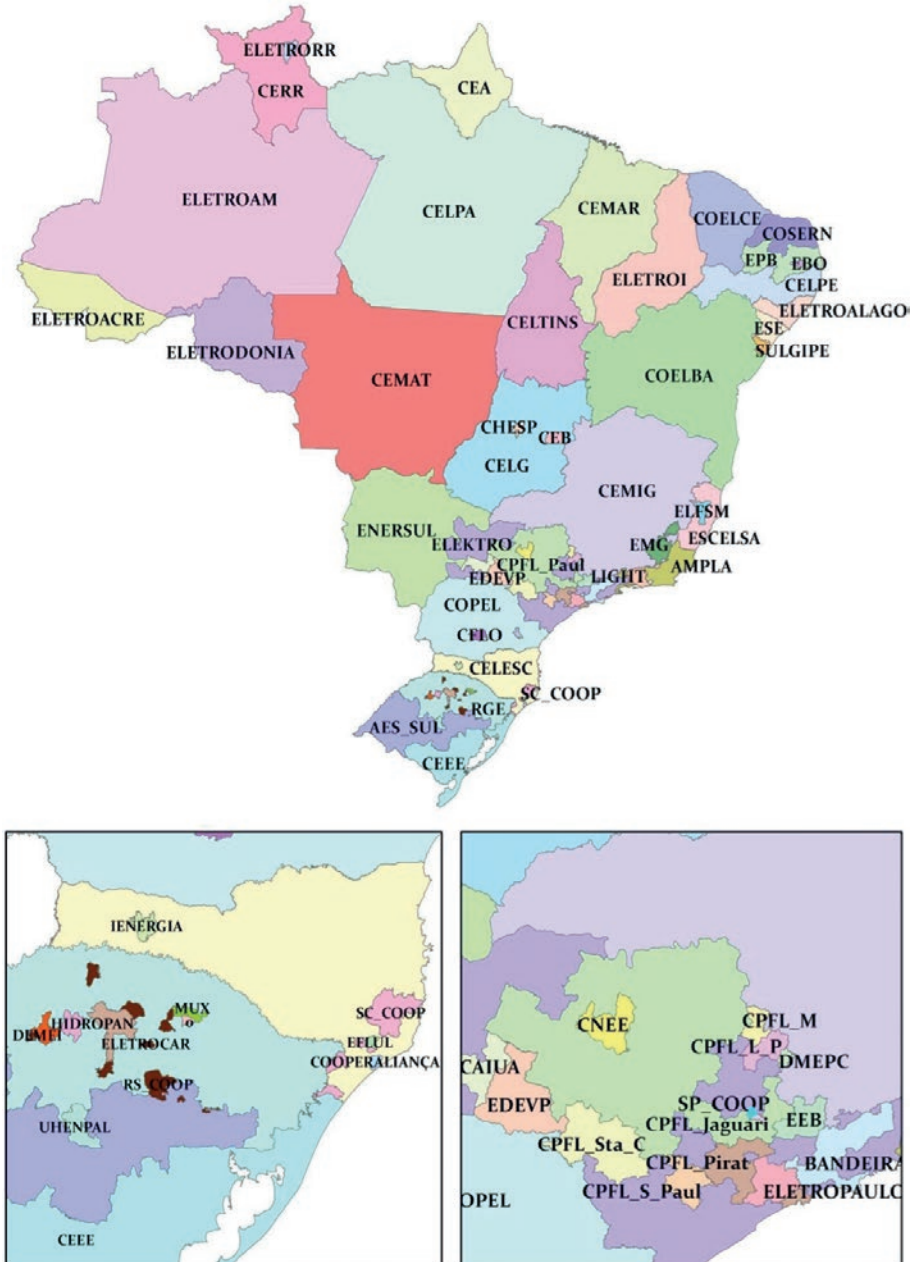 ELETRORR
CERR
CEA
ELETROAM
CELPA
CEMAR
COELCE
COSERN
EPB
EBO
CELPE
ELETROI
ELETROALAGO
ESE
SULGIPE
ELETROACRE
ELETRODONIA
CELTINS
CEMAT
COELBA
CHESP
CEB
CELG
CEMIG
ELFSM
ESCELSA
ENERSUL
ELEKTRO
EMG
CPFL_Paul
AMPLA
EDEVP
LIGHT
COPEL
CFLO
CELESC
SC_COOP
RGE
AES_SUL
CEEE
IENERGIA
MUX
SC_COOP
HIDROPAN
DEMEI
ELETROCAR
EFLUL
COOPERALIANÇA
RS_COOP
UHENPAL
CEEE
CNEE
CPFL_M
CPFL_L_P
DMEPC
CAIUA
EDEVP
SP_COOP
CPFL_Jaguari
EEB
CPFL_Sta_C
CPFL_Pirat
BANDEIRA
CPFL_S_Paul
ELETROPAULO
OPEL